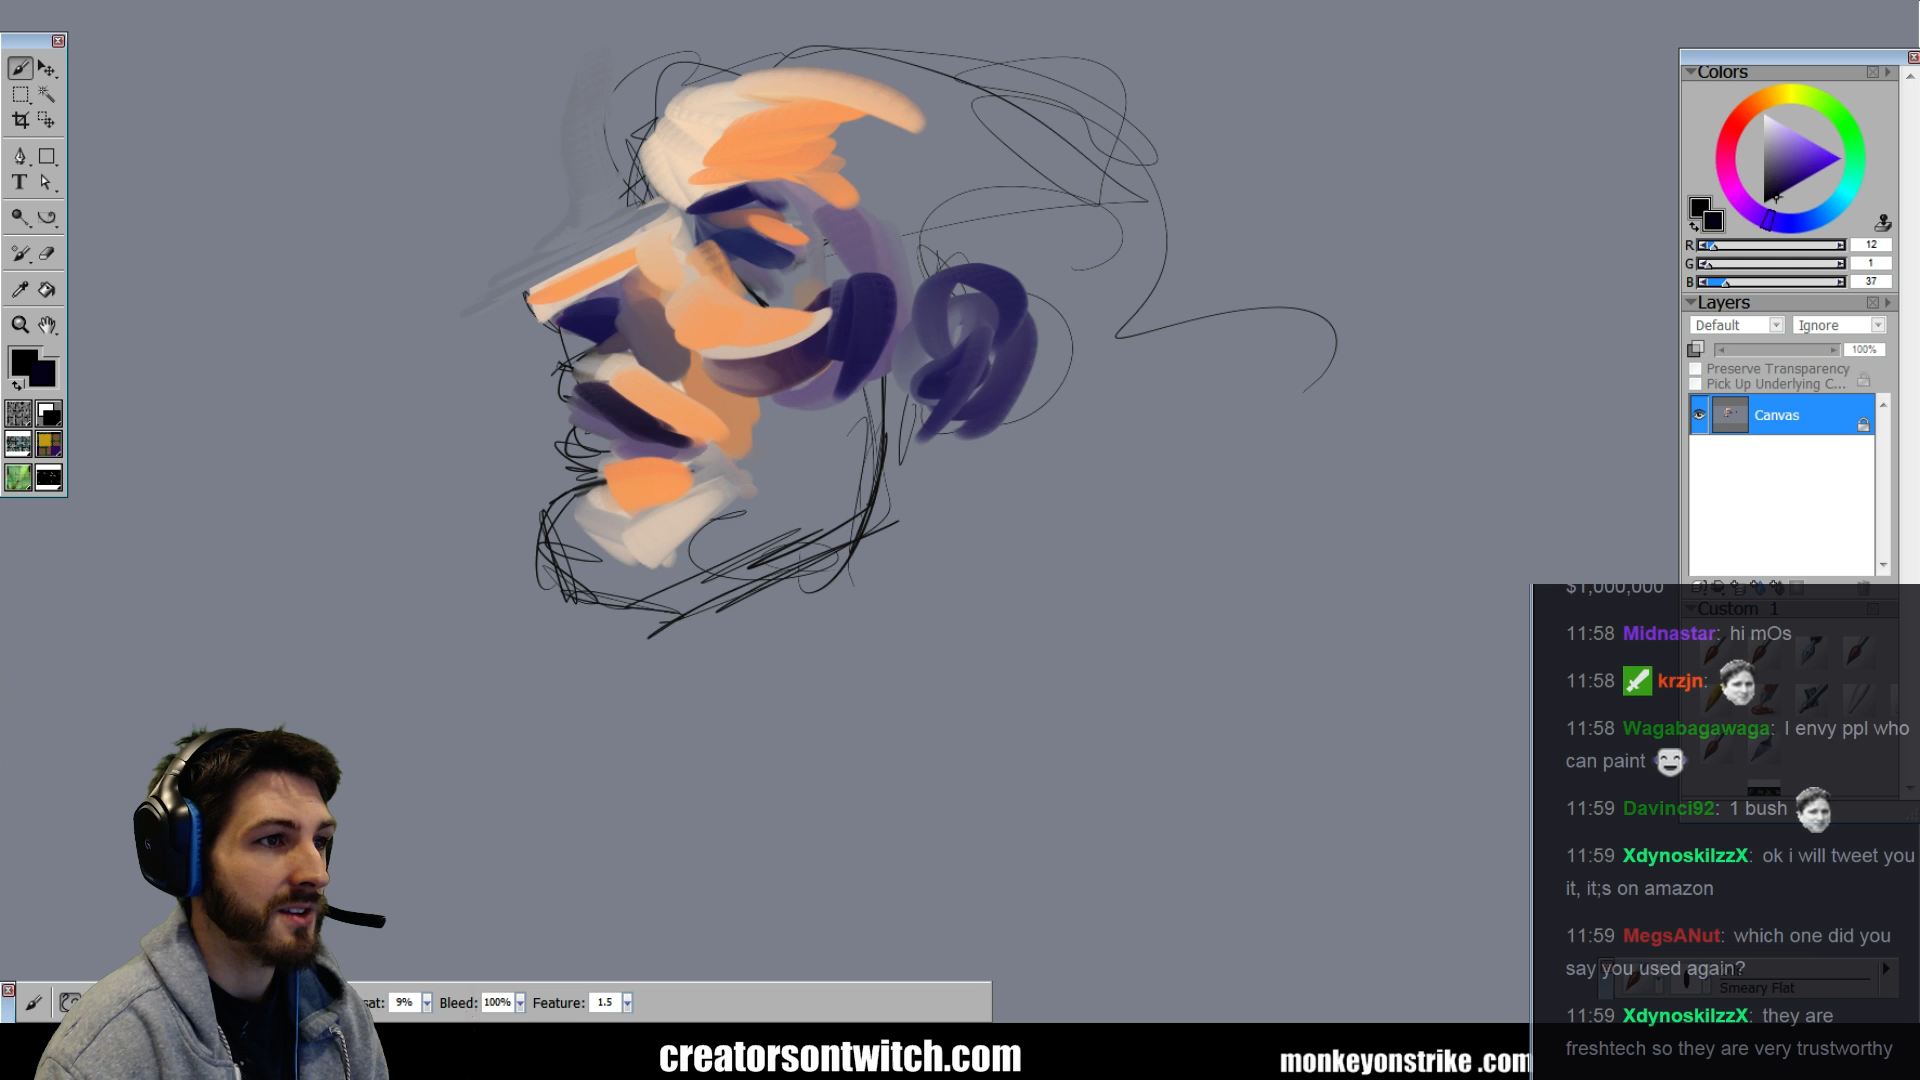 Colors
R 12
G 1
B 37
Layers
Default Ignore
100%
Preserve Transparency
Pick Up Underlying C...
Canvas
T
$1,000,000
Custom 1
11:58 Midnastar: hi mOs
11:58 krzjn:
11:58 Wagabagawaga: I envy ppl who
can paint
11:59 Davinci92: 1 bush
11:59 XdynoskilzzX: ok i will tweet you
it, it;s on amazon
11:59 MegsANut: which one did you
say you used again?
Smeary Flat
11:59 XdynoskilzzX: they are
freshtech so they are very trustworthy
sat: 9% Bleed: 100% Feature: 1.5
creatorsontwitch.com
monkeyonstrike .com